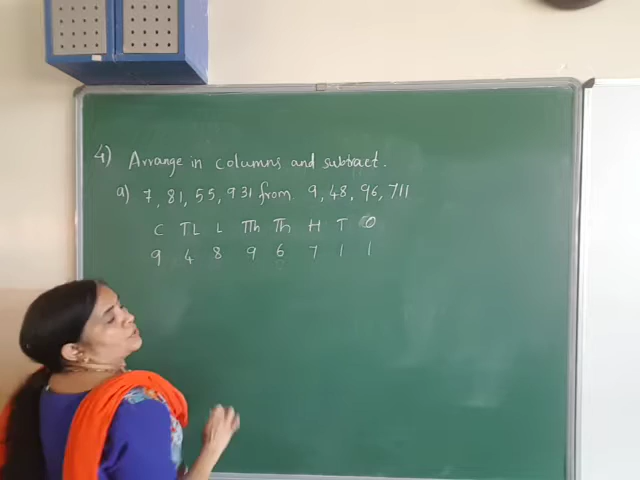 4) Arrange in columns and subtract.
a) 7, 81, 55, 931 from 9, 48, 96, 711
C TL L TTh Th H T O
9 4 8 9 6 7 1 1